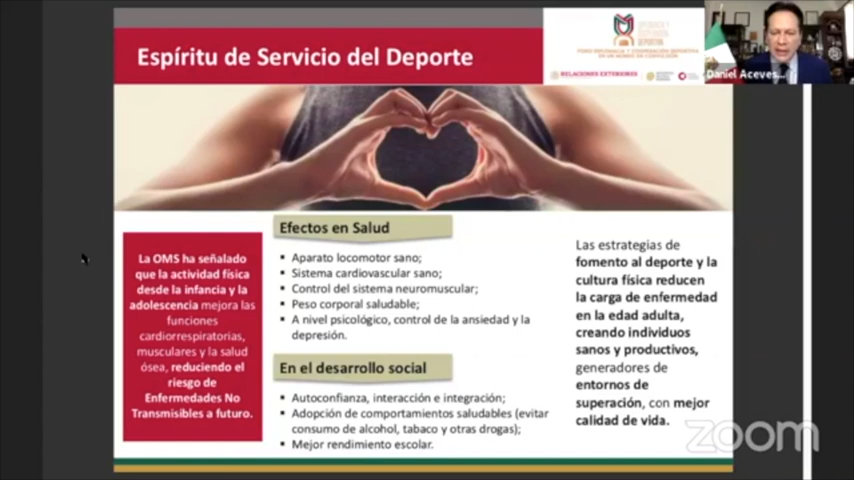 Espíritu de Servicio del Deporte
RELACIONES EXTERIORES
Daniel Aceves...
La OMS ha señalado
que la actividad física
desde la infancia y la
adolescencia mejora las
funciones
cardiorrespiratorias,
musculares y la salud
ósea, reduciendo el
riesgo de
Enfermedades No
Transmisibles a futuro.
Efectos en Salud
▪ Aparato locomotor sano;
▪ Sistema cardiovascular sano;
▪ Control del sistema neuromuscular;
▪ Peso corporal saludable;
▪ A nivel psicológico, control de la ansiedad y la
depresión.
En el desarrollo social
▪ Autoconfianza, interacción e integración;
▪ Adopción de comportamientos saludables (evitar
consumo de alcohol, tabaco y otras drogas);
▪ Mejor rendimiento escolar.
Las estrategias de
fomento al deporte y la
cultura física reducen
la carga de enfermedad
en la edad adulta,
creando individuos
sanos y productivos,
generadores de
entornos de
superación, con mejor
calidad de vida.
zoom